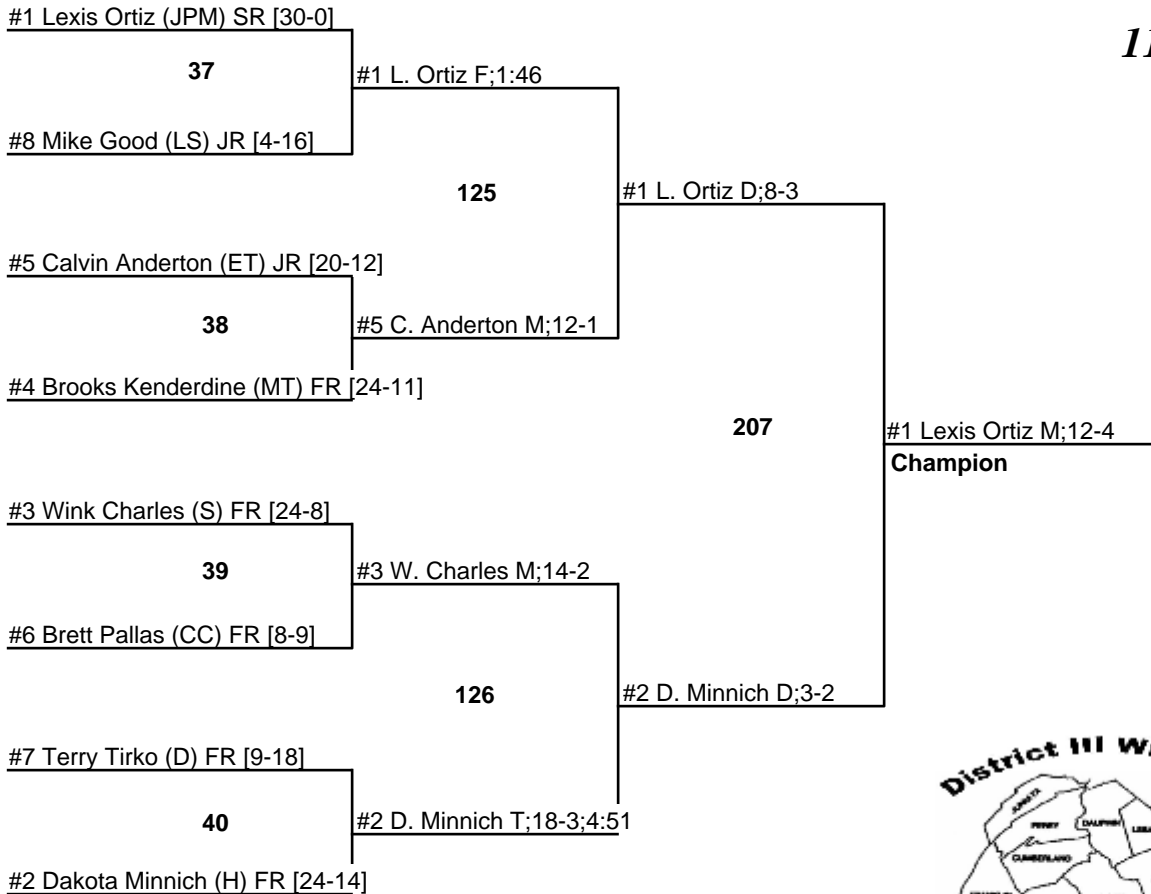 #1 Lexis Ortiz (JPM) SR [30-0]
37
#1 L. Ortiz F;1:46
#8 Mike Good (LS) JR [4-16]
125
#1 L. Ortiz D;8-3
#5 Calvin Anderton (ET) JR [20-12]
38
#5 C. Anderton M;12-1
#4 Brooks Kenderdine (MT) FR [24-11]
207
#1 Lexis Ortiz M;12-4
Champion
#3 Wink Charles (S) FR [24-8]
39
#3 W. Charles M;14-2
#6 Brett Pallas (CC) FR [8-9]
126
#2 D. Minnich D;3-2
#7 Terry Tirko (D) FR [9-18]
40
#2 D. Minnich T;18-3;4:51
#2 Dakota Minnich (H) FR [24-14]
District III
PERRY
DAUPHIN
CUMBERLAND